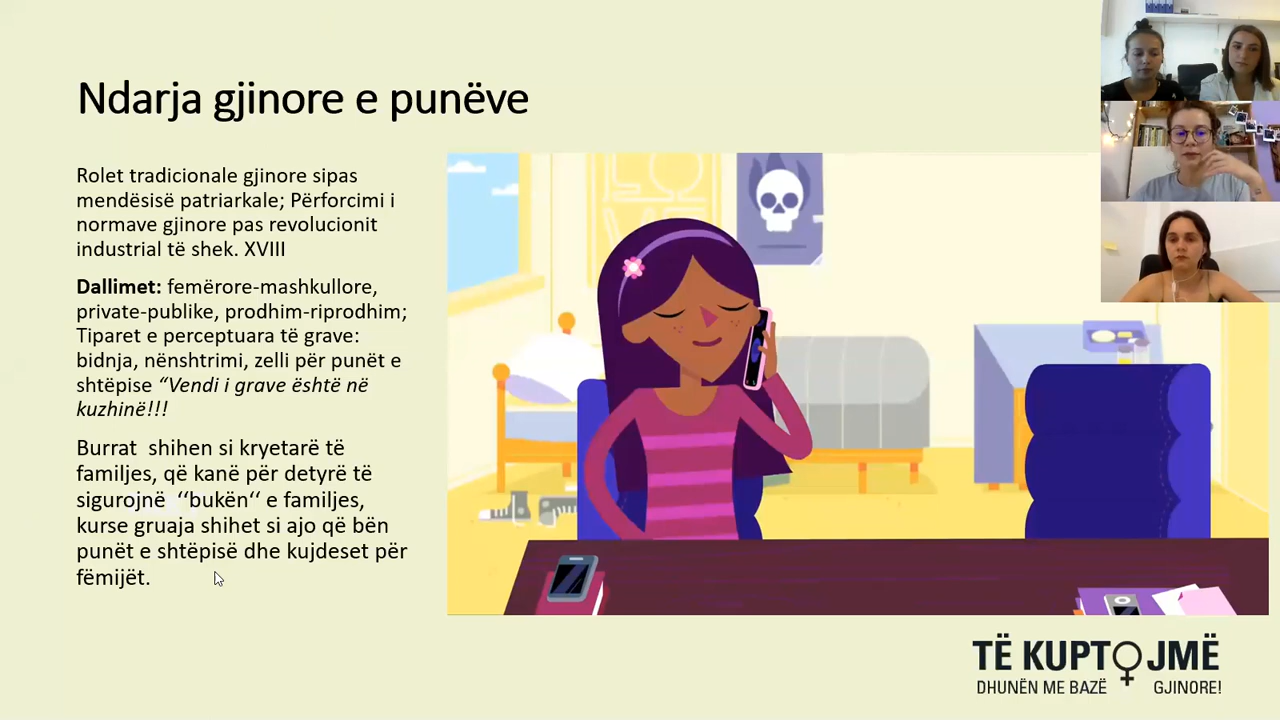 Ndarja gjinore e punëve
Rolet tradicionale gjinore sipas
mendësisë patriarkale; Përforcimi i
normave gjinore pas revolucionit
industrial të shek. XVIII
Dallimet: femërore-mashkullore,
private-publike, prodhim-riprodhim;
Tiparet e perceptuara të grave:
bidnja, nënshtrimi, zelli për punët e
shtëpise “Vendi i grave është në
kuzhinë!!!
Burrat shihen si kryetarë të
familjes, që kanë për detyrë të
sigurojnë ‘‘bukën‘‘ e familjes,
kurse gruaja shihet si ajo që bën
punët e shtëpisë dhe kujdeset për
fëmijët.
LOVE
TË KUPTOJMË
DHUNËN ME BAZË GJINORE!